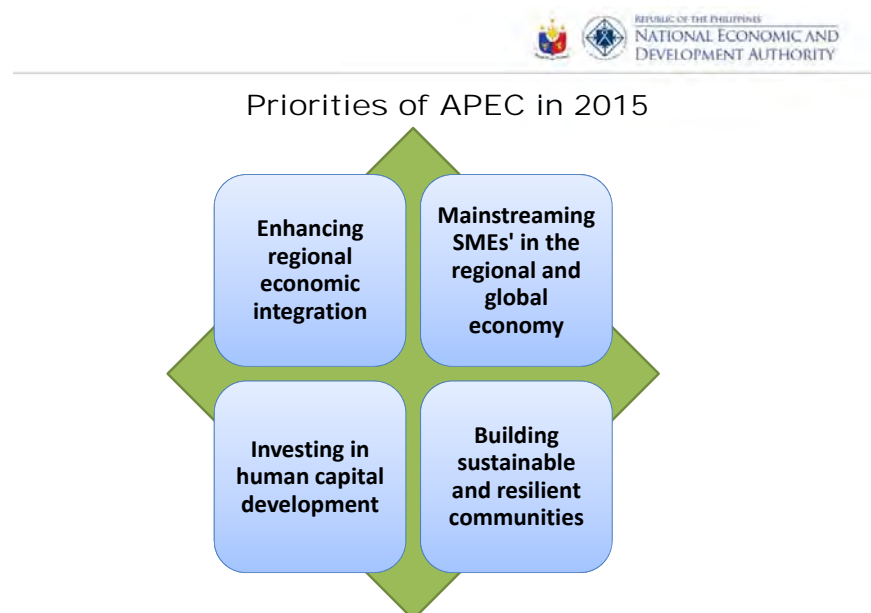 REPUBLIC OF THE PHILIPPINES
NATIONAL ECONOMIC AND
DEVELOPMENT AUTHORITY
Priorities of APEC in 2015
Enhancing
regional
economic
integration
Mainstreaming
SMEs' in the
regional and
global
economy
Investing in
human capital
development
Building
sustainable
and resilient
communities